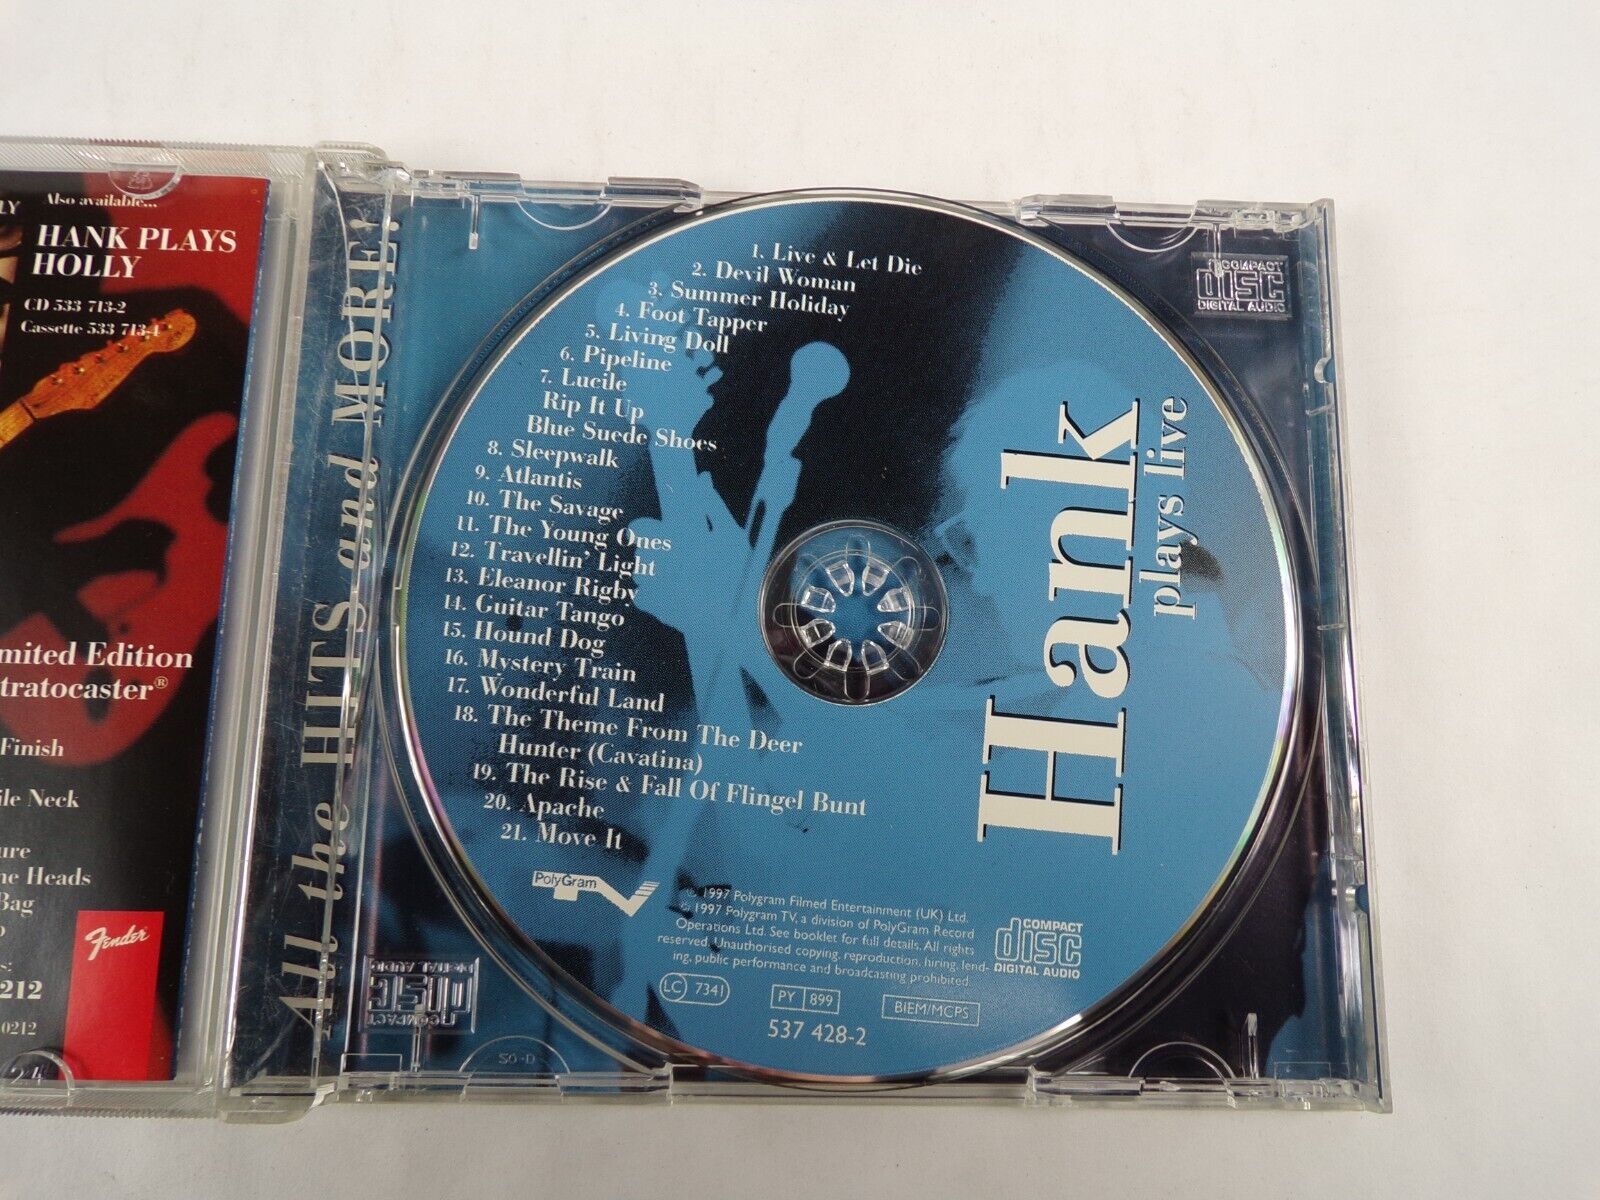 LY
Also available...
HANK PLAYS
HOLLY
CD 533 713-2
Cassette 533 713-4
mited Edition
tratocaster®
Finish
ile Neck
ure
ne Heads
Bag
s:
212
0212
Fender
All the HITS and MORE!
COMPACT
disc
DIGITAL AUDIO
1. Live & Let Die
2. Devil Woman
3. Summer Holiday
4. Foot Tapper
5. Living Doll
6. Pipeline
7. Lucile
Rip It Up
Blue Suede Shoes
8. Sleepwalk
9. Atlantis
10. The Savage
11. The Young Ones
12. Travellin' Light
13. Eleanor Rigby
14. Guitar Tango
15. Hound Dog
16. Mystery Train
17. Wonderful Land
18. The Theme From The Deer
Hunter (Cavatina)
19. The Rise & Fall Of Flingel Bunt
20. Apache
21. Move It
Hank
plays live
PolyGram
℗ 1997 Polygram Filmed Entertainment (UK) Ltd.
© 1997 Polygram TV, a division of PolyGram Record
Operations Ltd. See booklet for full details. All rights
reserved. Unauthorised copying, reproduction, hiring, lend-
ing, public performance and broadcasting prohibited.
COMPACT
disc
DIGITAL AUDIO
LC 7341
PY 899
BIEM/MCPS
537 428-2
COMPACT
disc
DIGITAL AUDIO